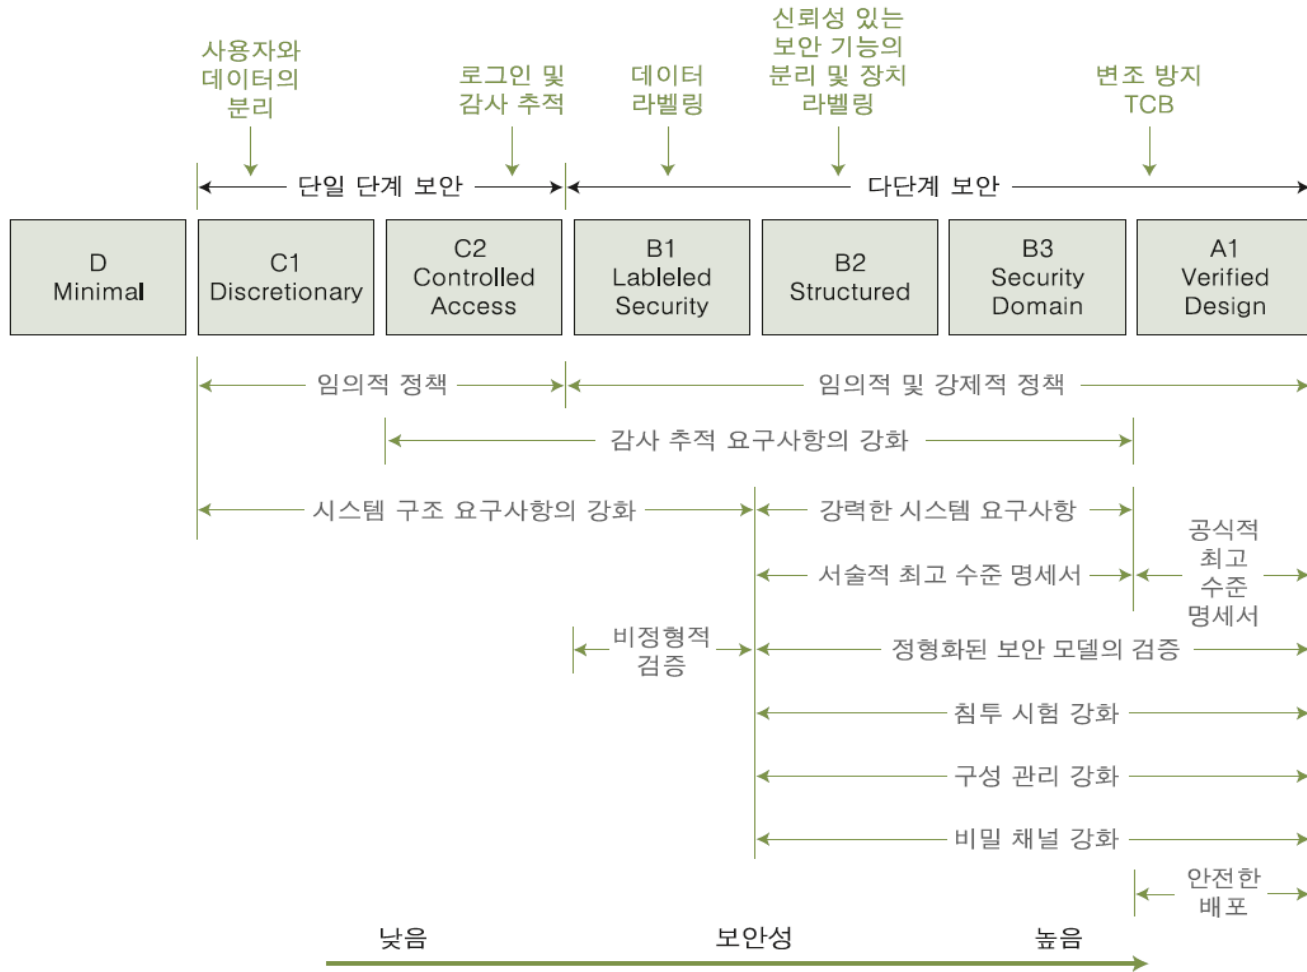 사용자와
데이터의
분리
로그인 및
감사 추적
데이터
라벨링
신뢰성 있는
보안 기능의
분리 및 장치
라벨링
변조 방지
TCB
단일 단계 보안
다단계 보안
D
Minimal
C1
Discretionary
C2
Controlled
Access
B1
Lableled
Security
B2
Structured
B3
Security
Domain
A1
Verified
Design
임의적 정책
임의적 및 강제적 정책
감사 추적 요구사항의 강화
시스템 구조 요구사항의 강화
강력한 시스템 요구사항
서술적 최고 수준 명세서
공식적
최고
수준
명세서
비정형적
검증
정형화된 보안 모델의 검증
침투 시험 강화
구성 관리 강화
비밀 채널 강화
안전한
배포
낮음
보안성
높음